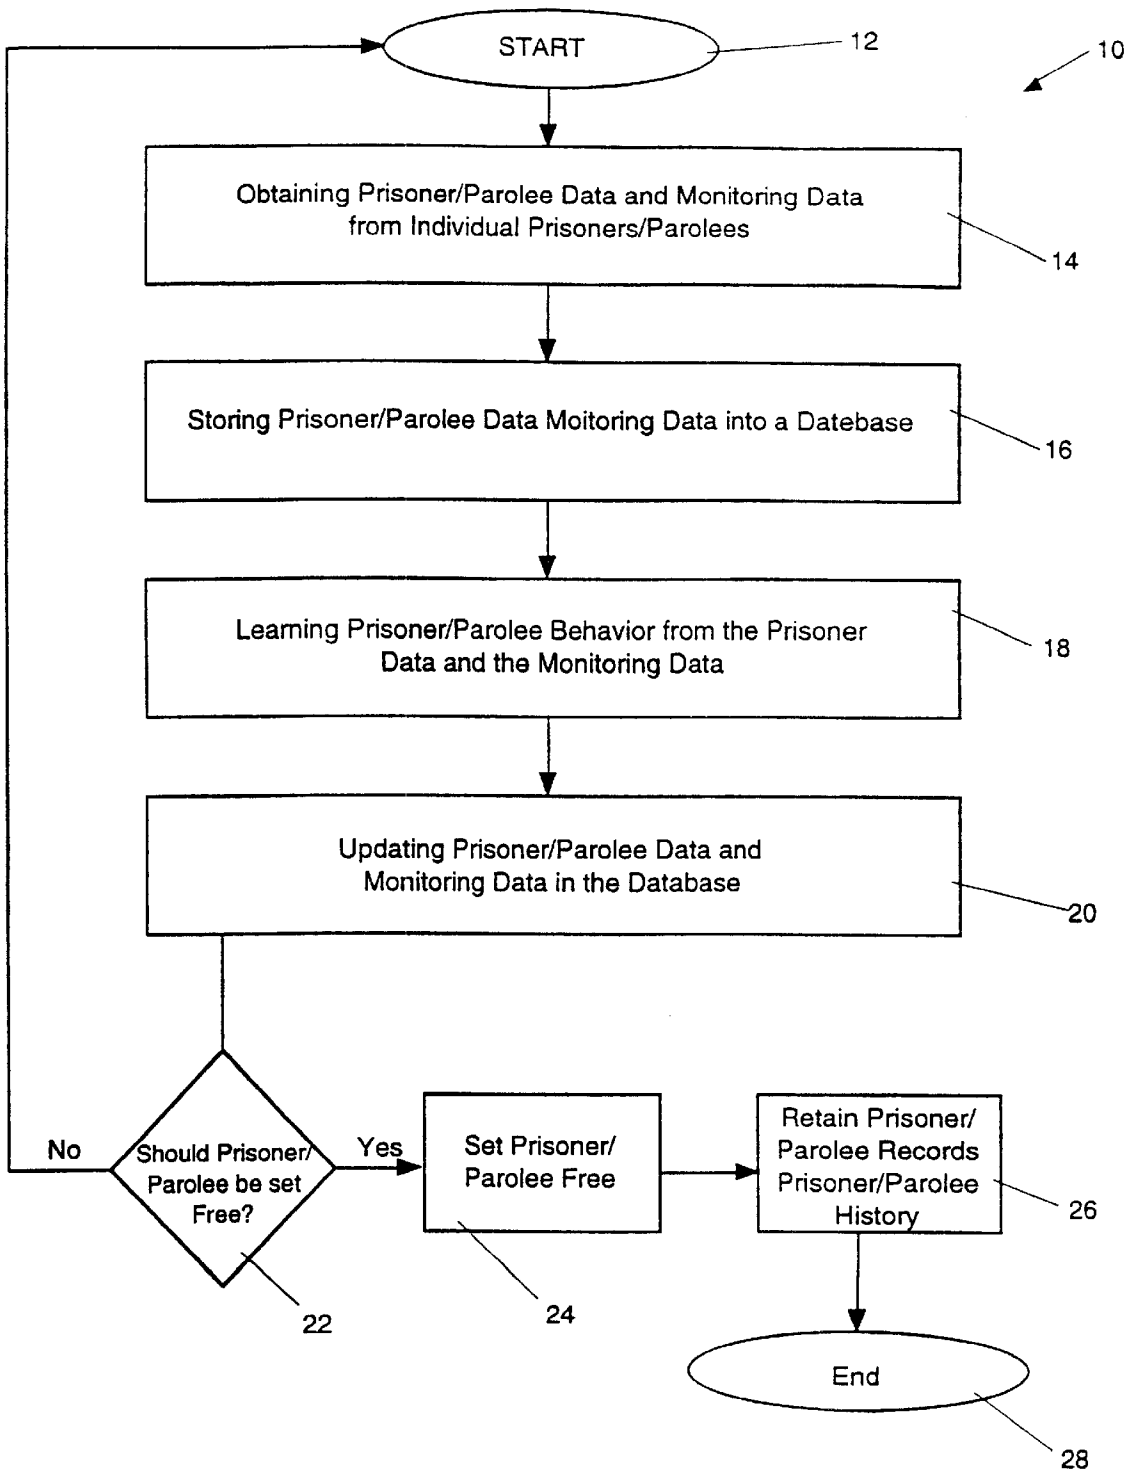 START
12
10
Obtaining Prisoner/Parolee Data and Monitoring Data
from Individual Prisoners/Parolees
14
Storing Prisoner/Parolee Data Moitoring Data into a Datebase
16
Learning Prisoner/Parolee Behavior from the Prisoner
Data and the Monitoring Data
18
Updating Prisoner/Parolee Data and
Monitoring Data in the Database
20
No
Should Prisoner/
Parolee be set
Free?
22
Yes
Set Prisoner/
Parolee Free
24
Retain Prisoner/
Parolee Records
Prisoner/Parolee
History
26
End
28